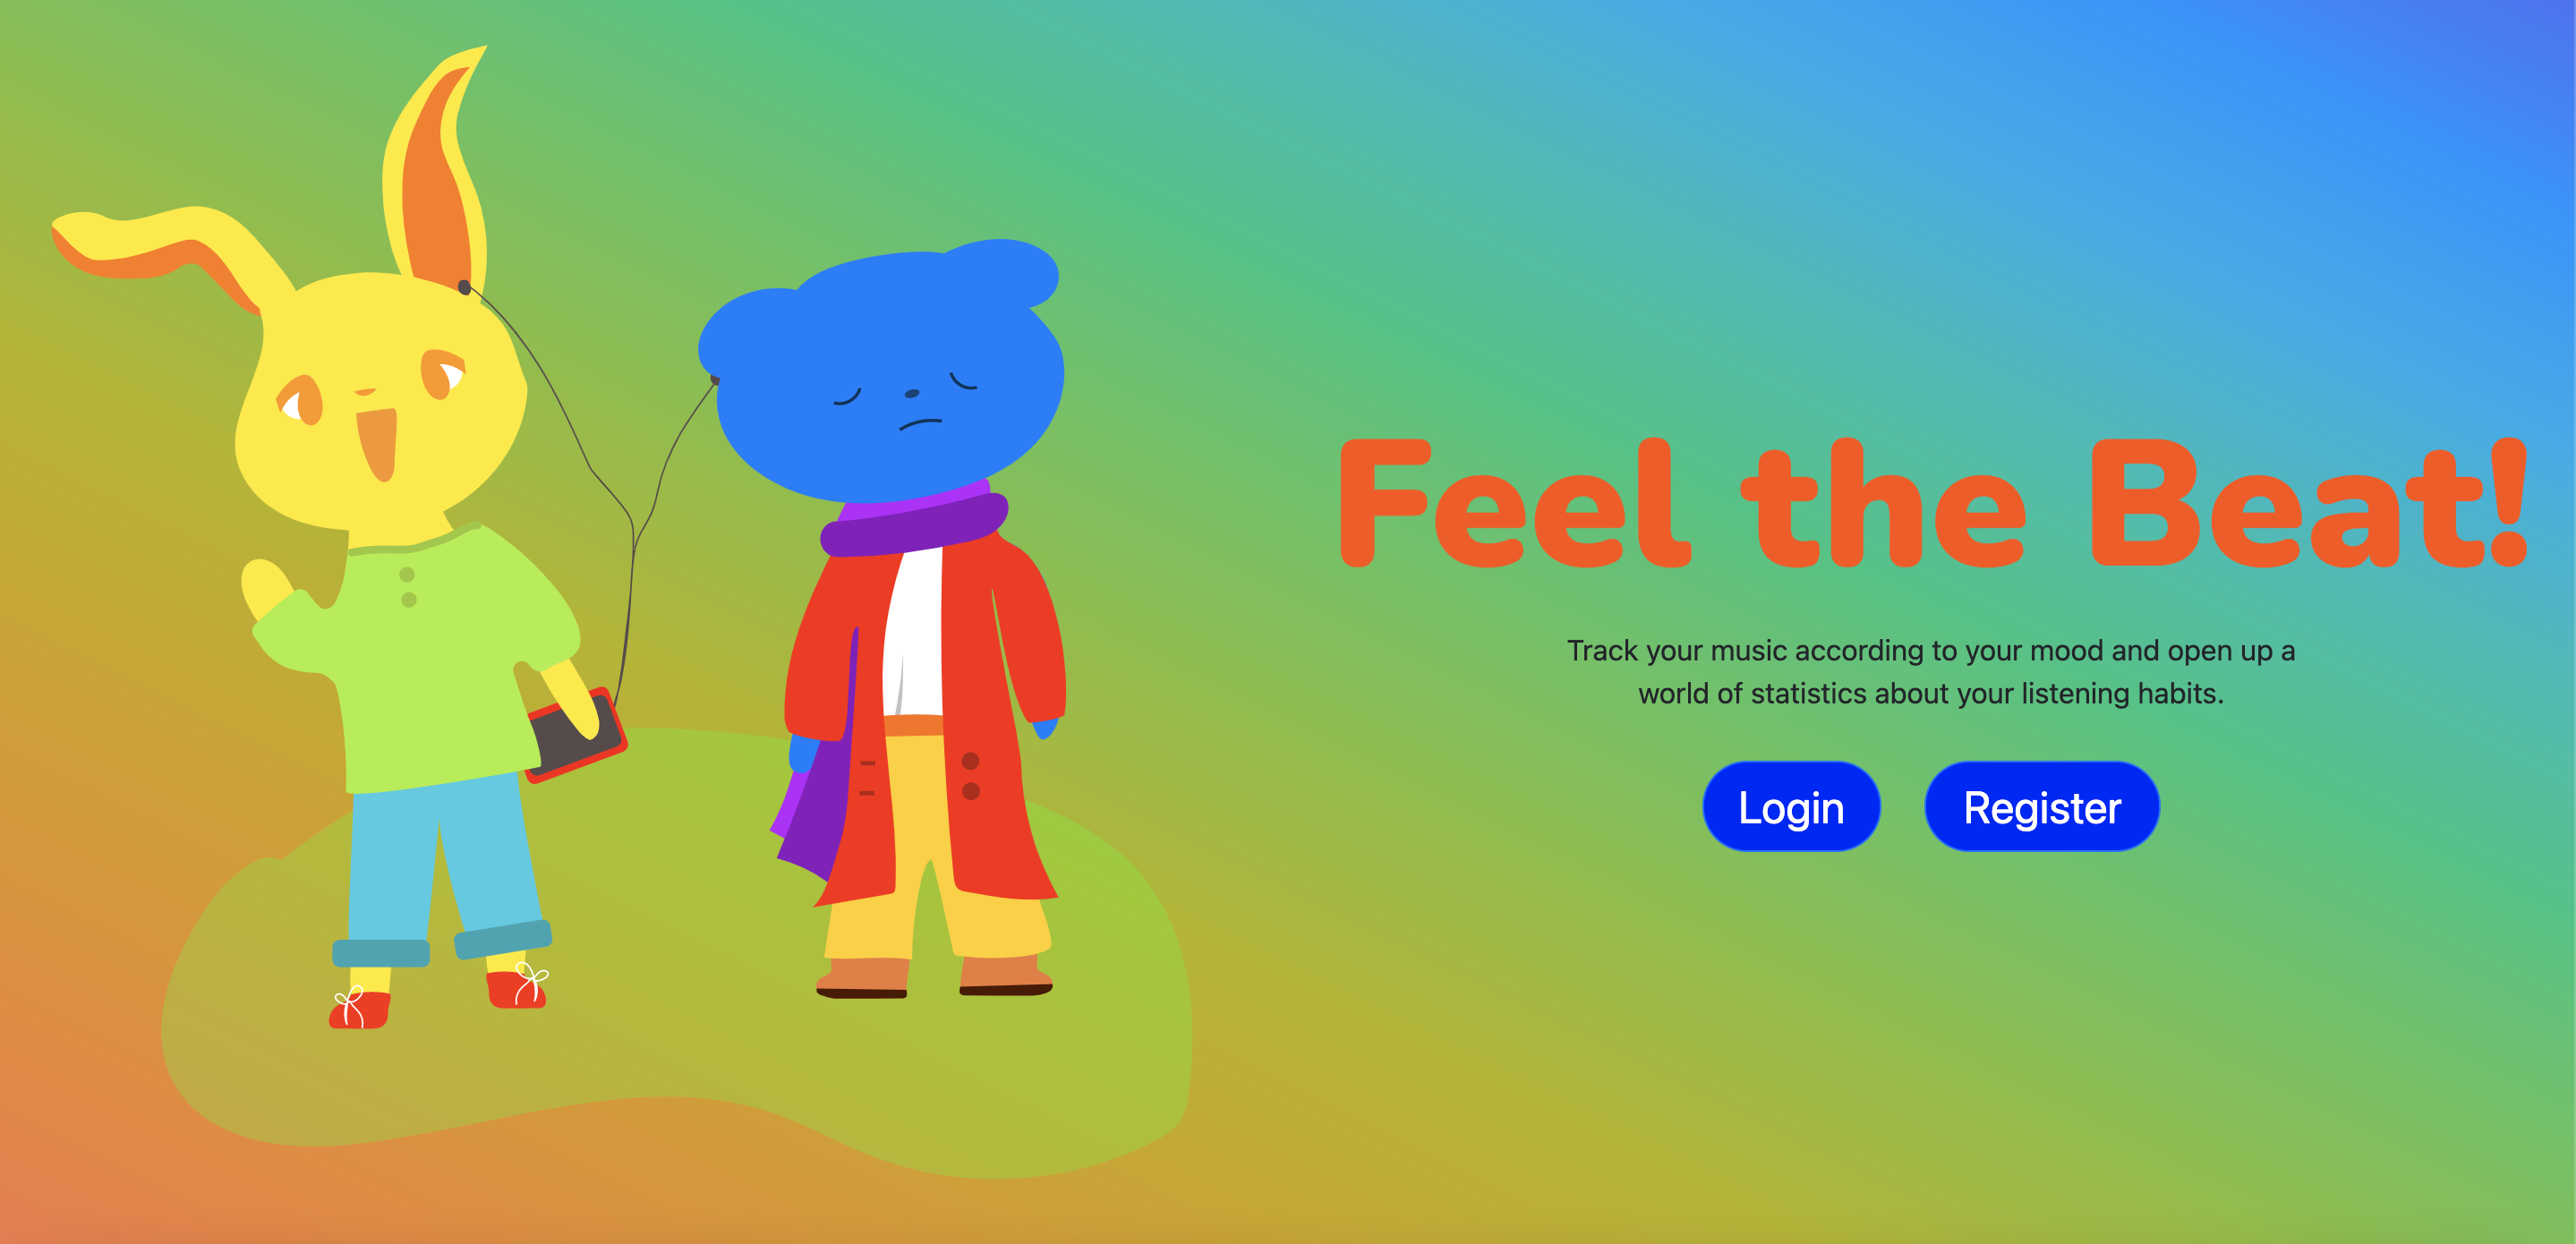 Feel the Beat!
Track your music according to your mood and open up a
world of statistics about your listening habits.
Login
Register